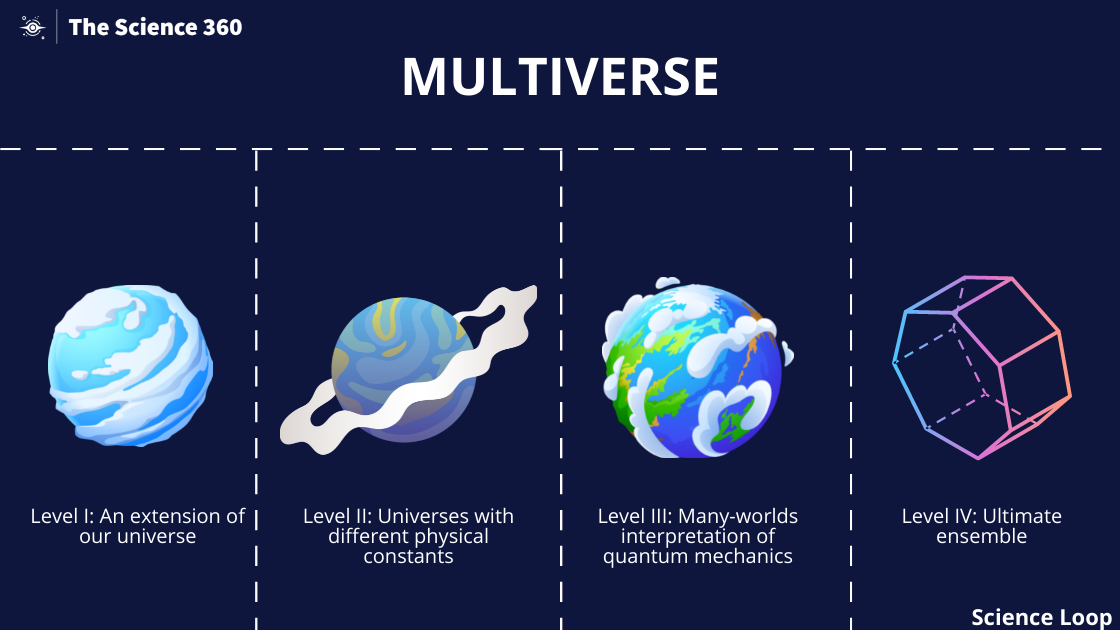 The Science 360
MULTIVERSE
Level I: An extension of
our universe
Level II: Universes with
different physical
constants
Level III: Many-worlds
interpretation of
quantum mechanics
Level IV: Ultimate
ensemble
Science Loop